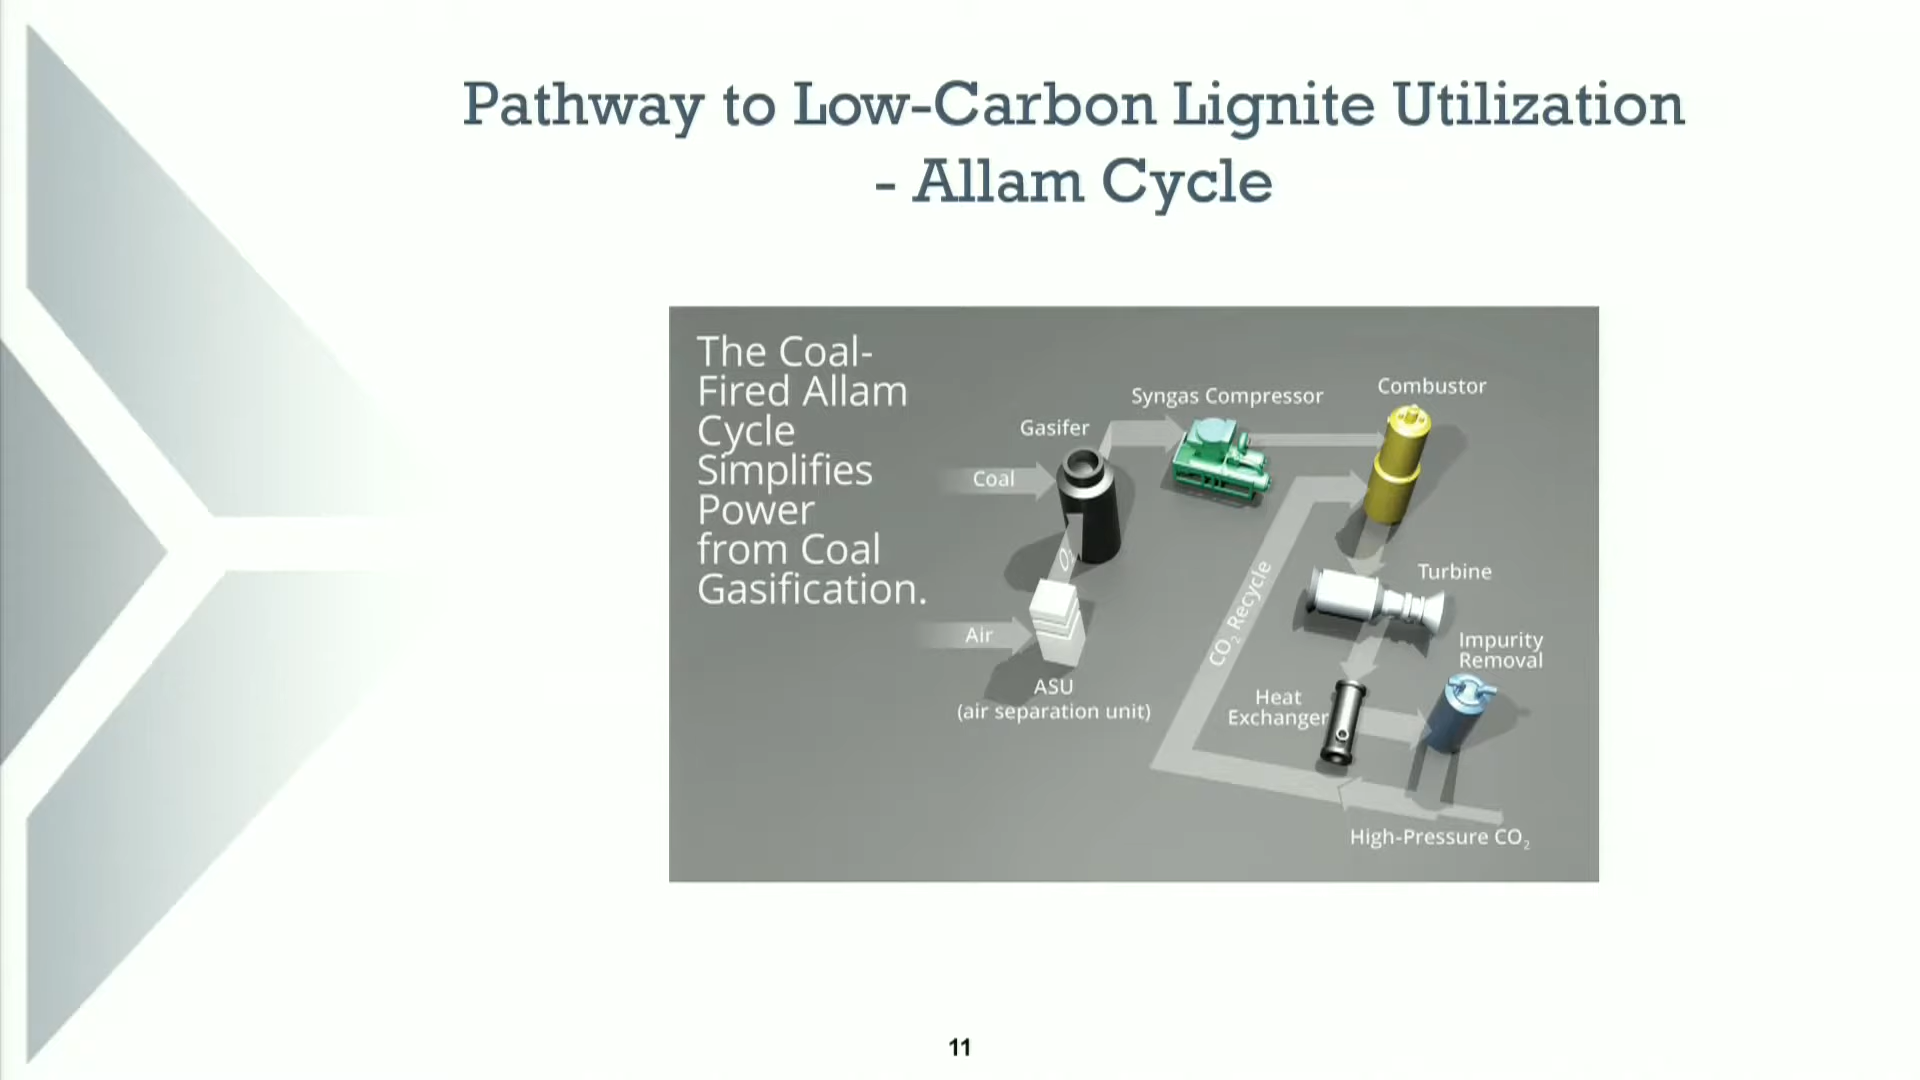 Pathway to Low-Carbon Lignite Utilization
- Allam Cycle
The Coal-
Fired Allam
Cycle
Simplifies
Power
from Coal
Gasification.
Syngas Compressor
Combustor
Gasifer
Coal
O₂
Air
ASU
(air separation unit)
CO₂ Recycle
Turbine
Impurity
Removal
Heat
Exchanger
High-Pressure CO₂
11